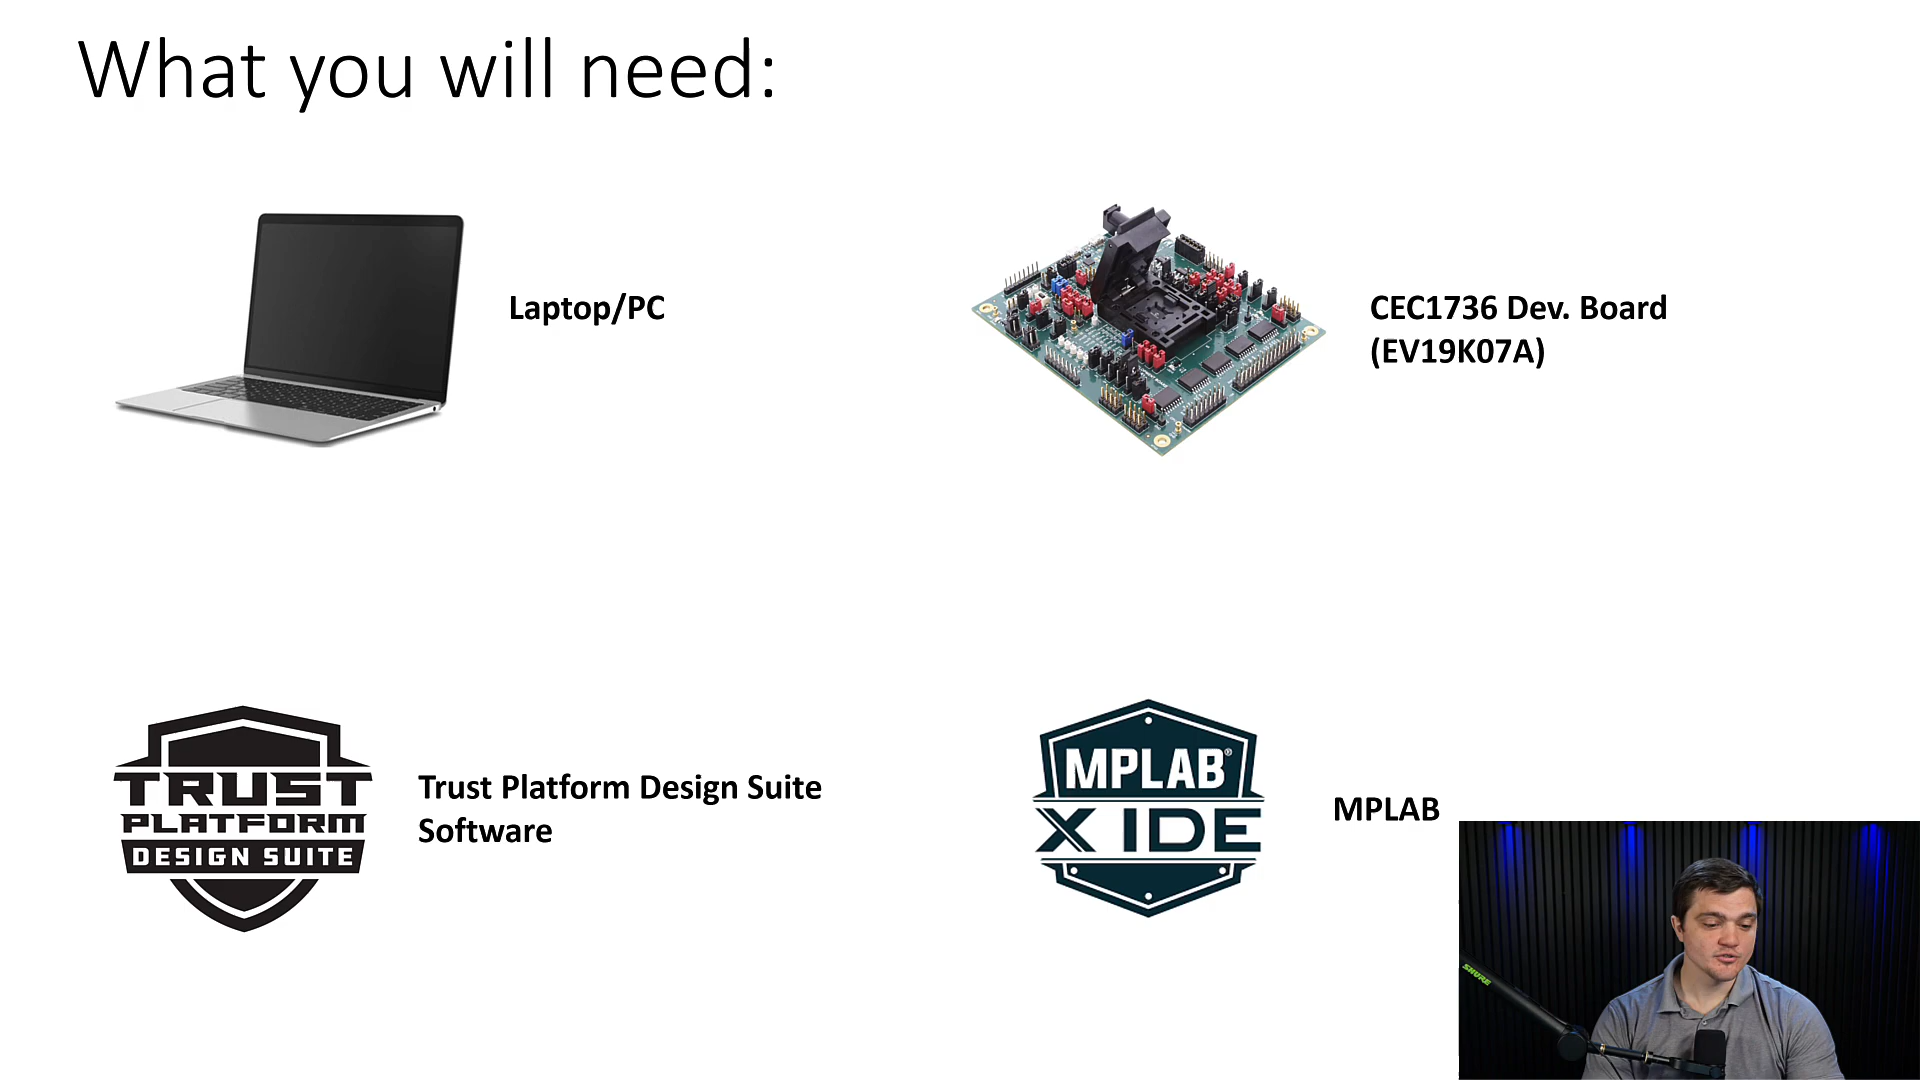 What you will need:
Laptop/PC
CEC1736 Dev. Board
(EV19K07A)
TRUST
PLATFORM
DESIGN SUITE
Trust Platform Design Suite
Software
MPLAB®
X IDE
MPLAB
SHURE